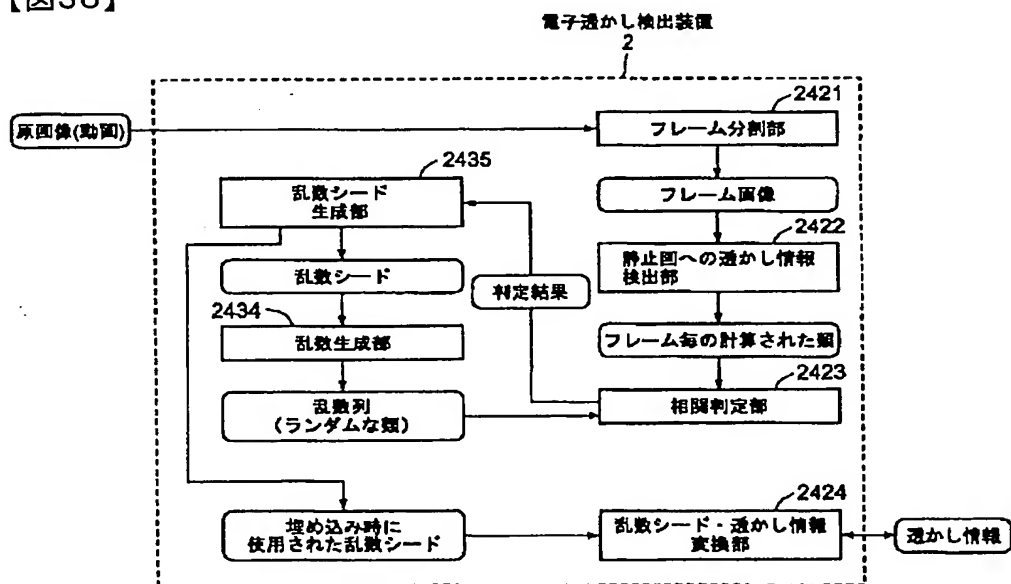 電子透かし検出装置
2
原画像(動画)
2421
フレーム分割部
フレーム画像
2422
静止画への透かし情報
検出部
フレーム毎の計算された類
2423
相関判定部
判定結果
2435
乱数シード
生成部
乱数シード
2434
乱数生成部
乱数列
(ランダムな類)
埋め込み時に
使用された乱数シード
2424
乱数シード・透かし情報
変換部
透かし情報